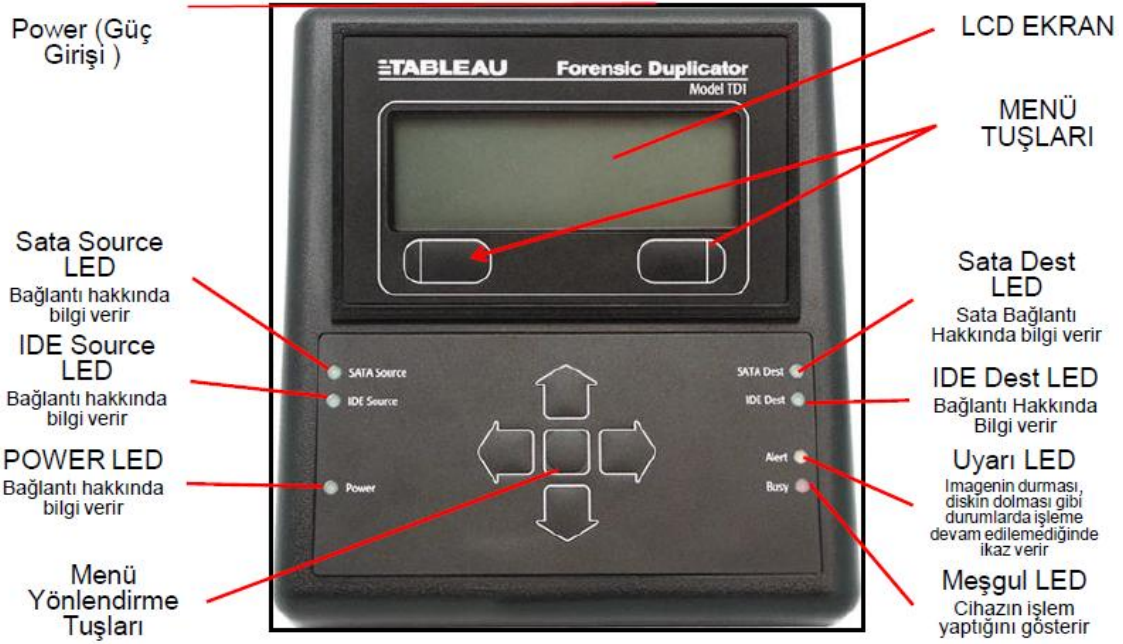 Power (Güç
Girişi )
LCD EKRAN
TABLEAU Forensic Duplicator
Model TD1
MENÜ
TUŞLARI
Sata Source
LED
Bağlantı hakkında
bilgi verir
IDE Source
LED
Bağlantı hakkında
bilgi verir
POWER LED
Bağlantı hakkında
bilgi verir
Menü
Yönlendirme
Tuşları
SATA Source
IDE Source
Power
SATA Dest
IDE Dest
Alert
Busy
Sata Dest
LED
Sata Bağlantı
Hakkında bilgi verir
IDE Dest LED
Bağlantı Hakkında
Bilgi verir
Uyarı LED
Imagenin durması,
diskin dolması gibi
durumlarda işleme
devam edilemediğinde
ikaz verir
Meşgul LED
Cihazın işlem
yaptığını gösterir